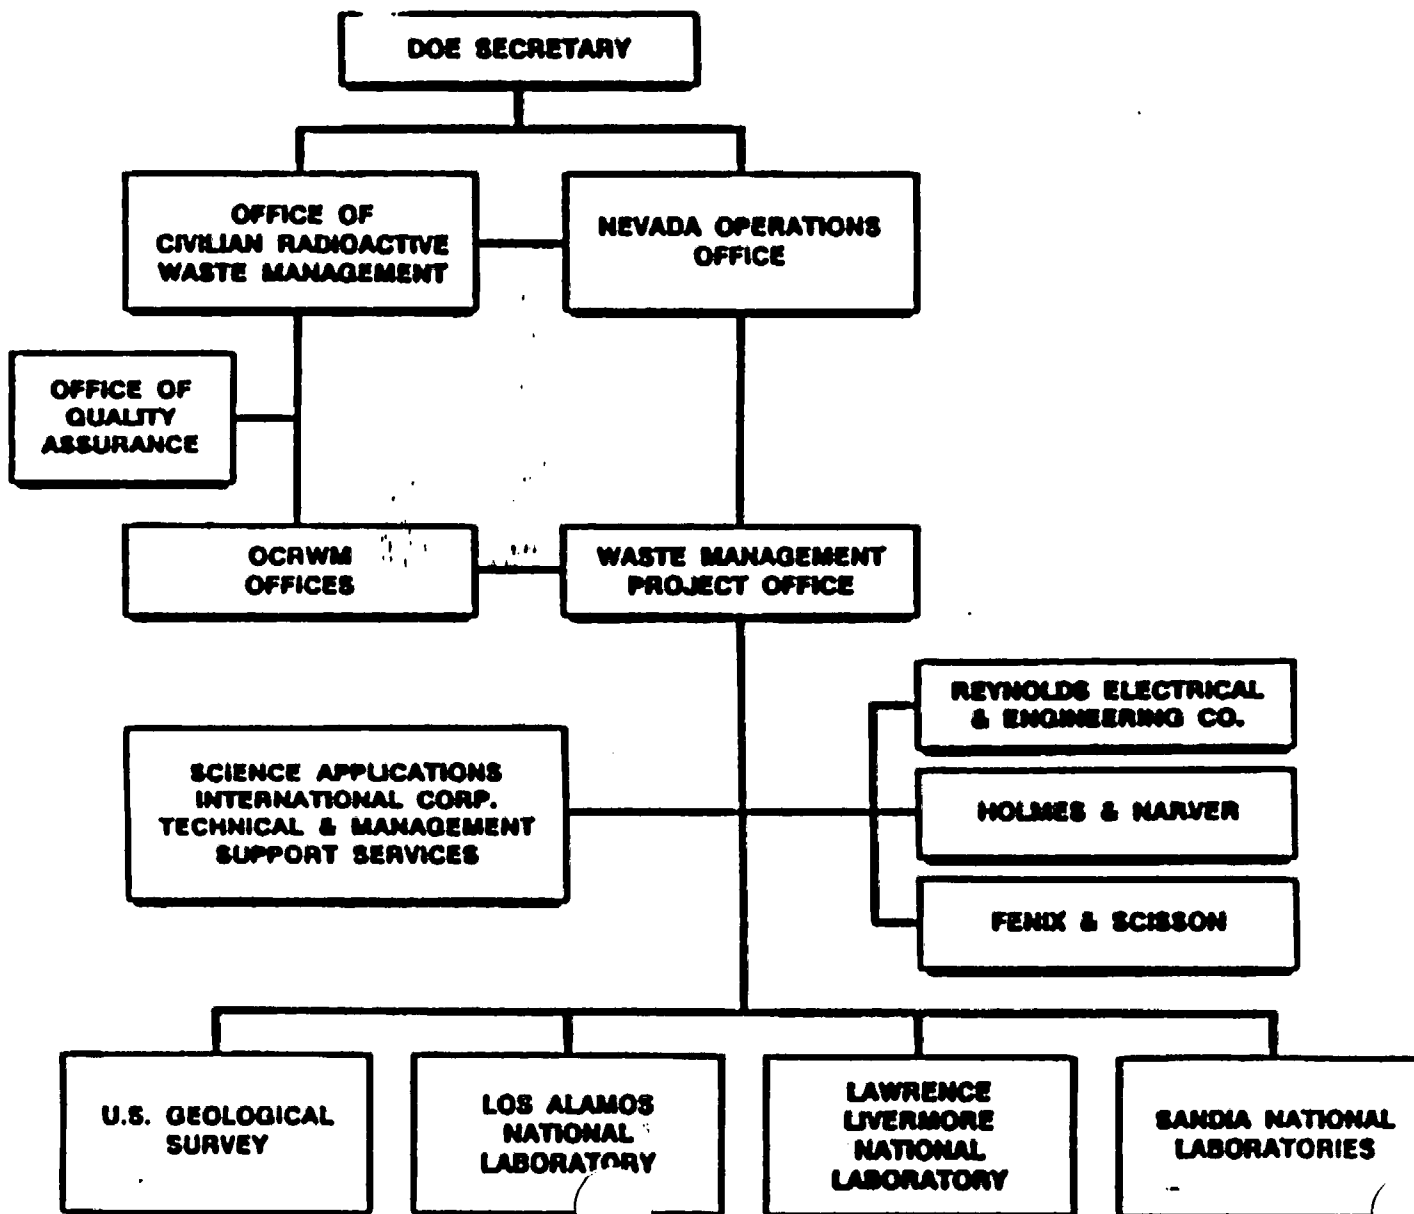 DOE SECRETARY
OFFICE OF
CIVILIAN RADIOACTIVE
WASTE MANAGEMENT
NEVADA OPERATIONS
OFFICE
OFFICE OF
QUALITY
ASSURANCE
OCRWM
OFFICES
WASTE MANAGEMENT
PROJECT OFFICE
REYNOLDS ELECTRICAL
& ENGINEERING CO.
SCIENCE APPLICATIONS
INTERNATIONAL CORP.
TECHNICAL & MANAGEMENT
SUPPORT SERVICES
HOLMES & NARVER
FENIX & SCISSON
U.S. GEOLOGICAL
SURVEY
LOS ALAMOS
NATIONAL
LABORATORY
LAWRENCE
LIVERMORE
NATIONAL
LABORATORY
SANDIA NATIONAL
LABORATORIES